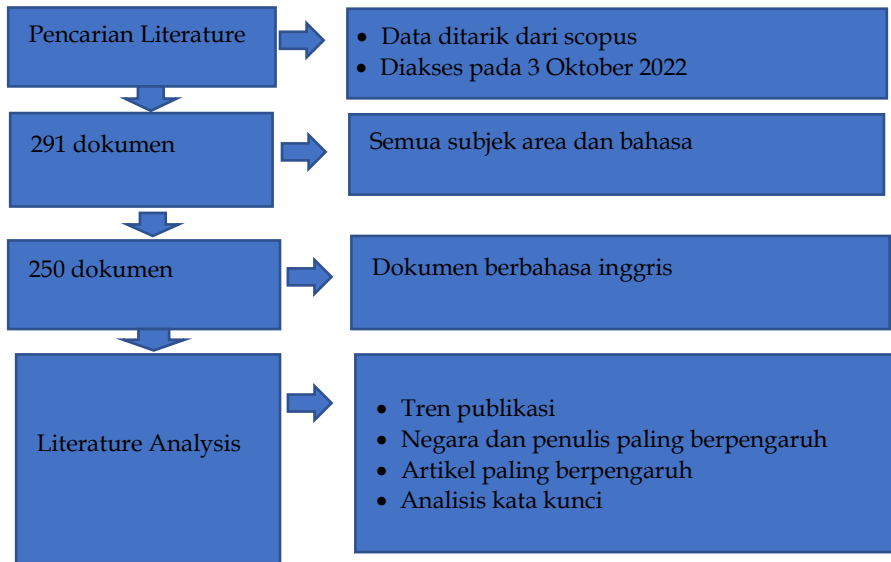 Pencarian Literature
• Data ditarik dari scopus
• Diakses pada 3 Oktober 2022
291 dokumen
Semua subjek area dan bahasa
250 dokumen
Dokumen berbahasa inggris
Literature Analysis
• Tren publikasi
• Negara dan penulis paling berpengaruh
• Artikel paling berpengaruh
• Analisis kata kunci